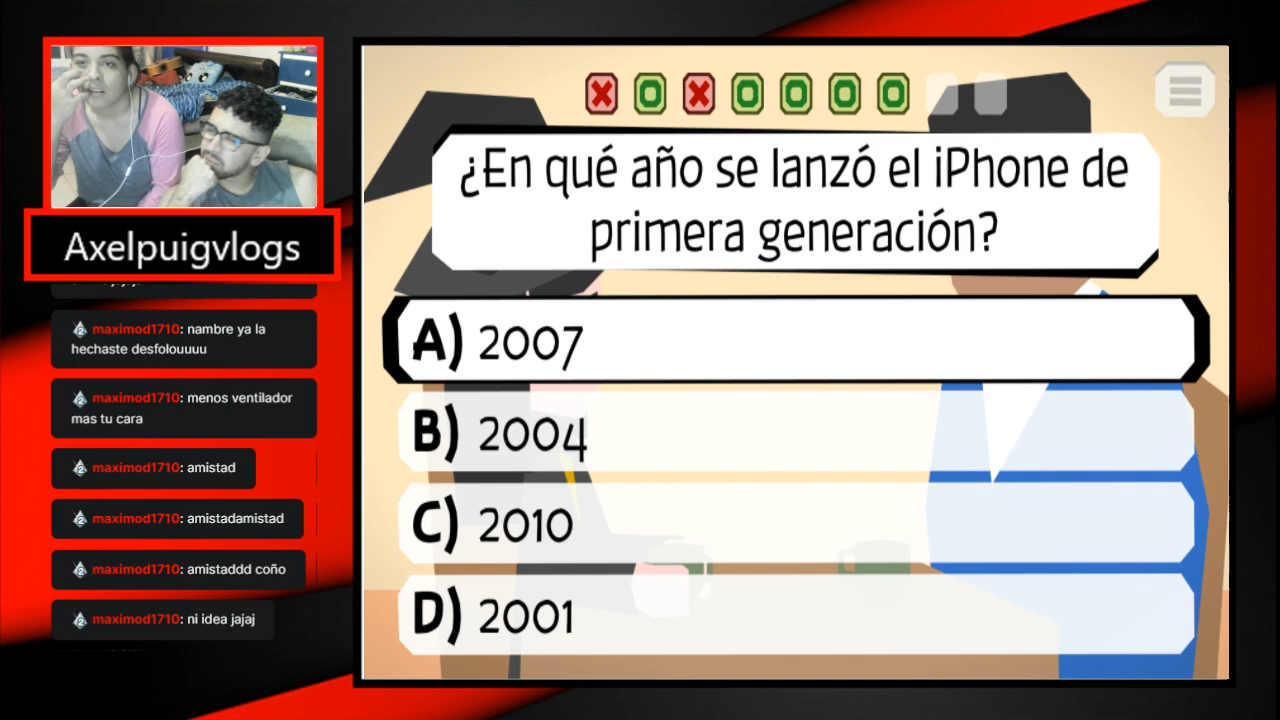 Axelpuigvlogs
maximod1710: nambre ya la
hechaste desfolouuuu
maximod1710: menos ventilador
mas tu cara
maximod1710: amistad
maximod1710: amistadamistad
maximod1710: amistaddd coño
maximod1710: ni idea jajaj
¿En qué año se lanzó el iPhone de
primera generación?
A) 2007
B) 2004
C) 2010
D) 2001